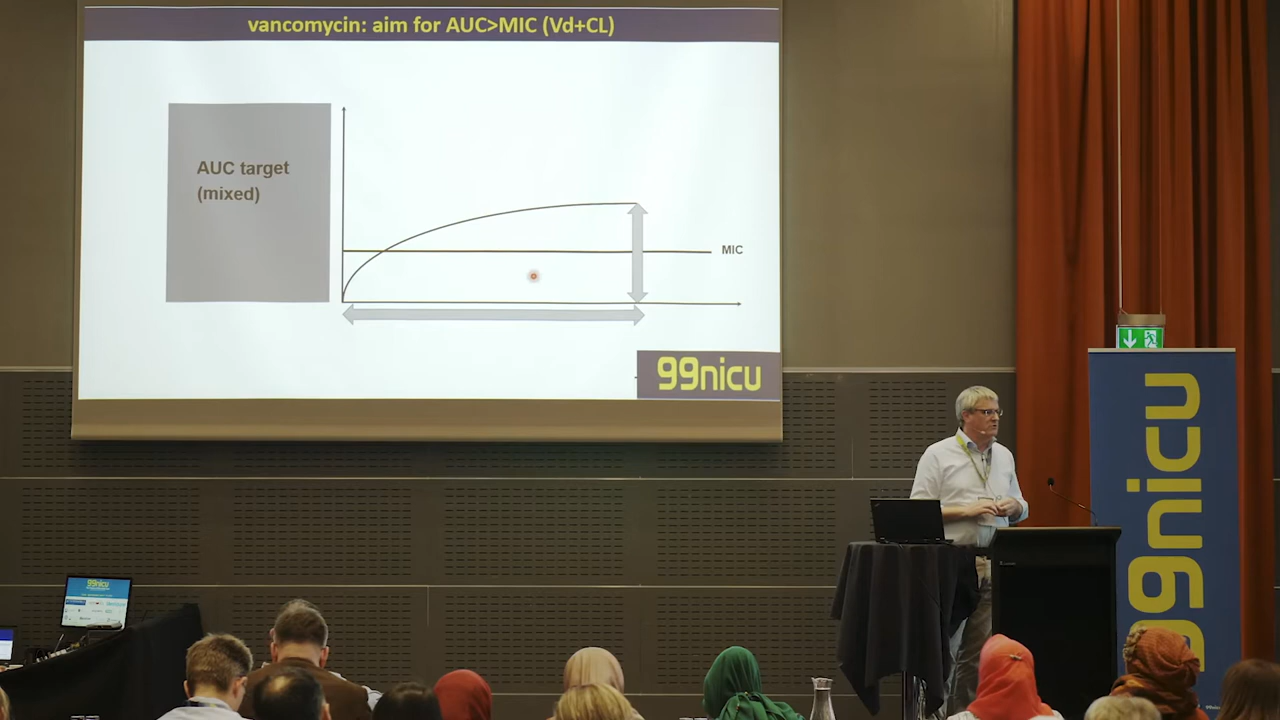 vancomycin: aim for AUC>MIC (Vd+CL)
AUC target
(mixed)
MIC
99nicu
99nicu
99nicu